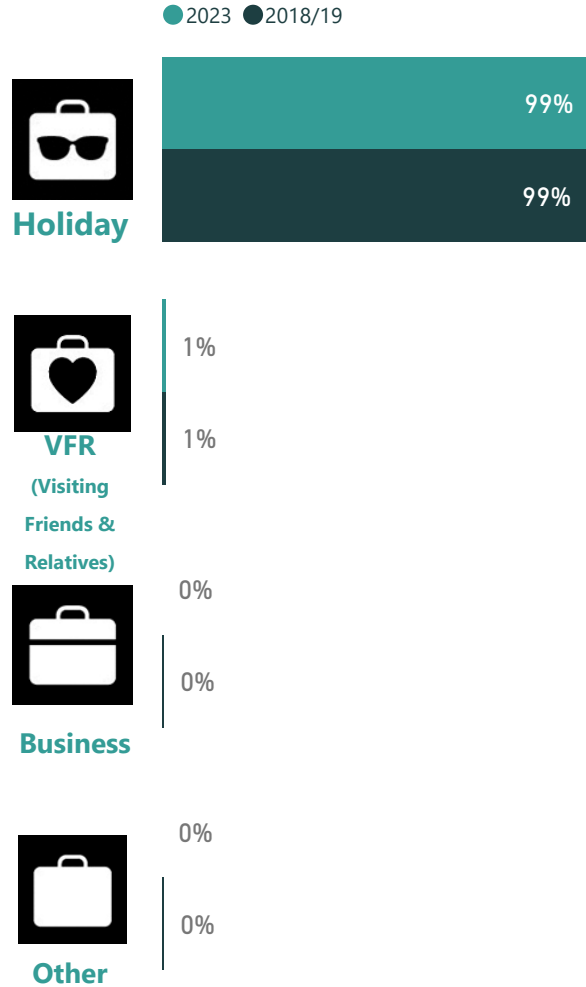 2023 2018/19
99%
99%
Holiday
1%
1%
VFR
(Visiting
Friends &
Relatives)
0%
0%
Business
0%
0%
Other